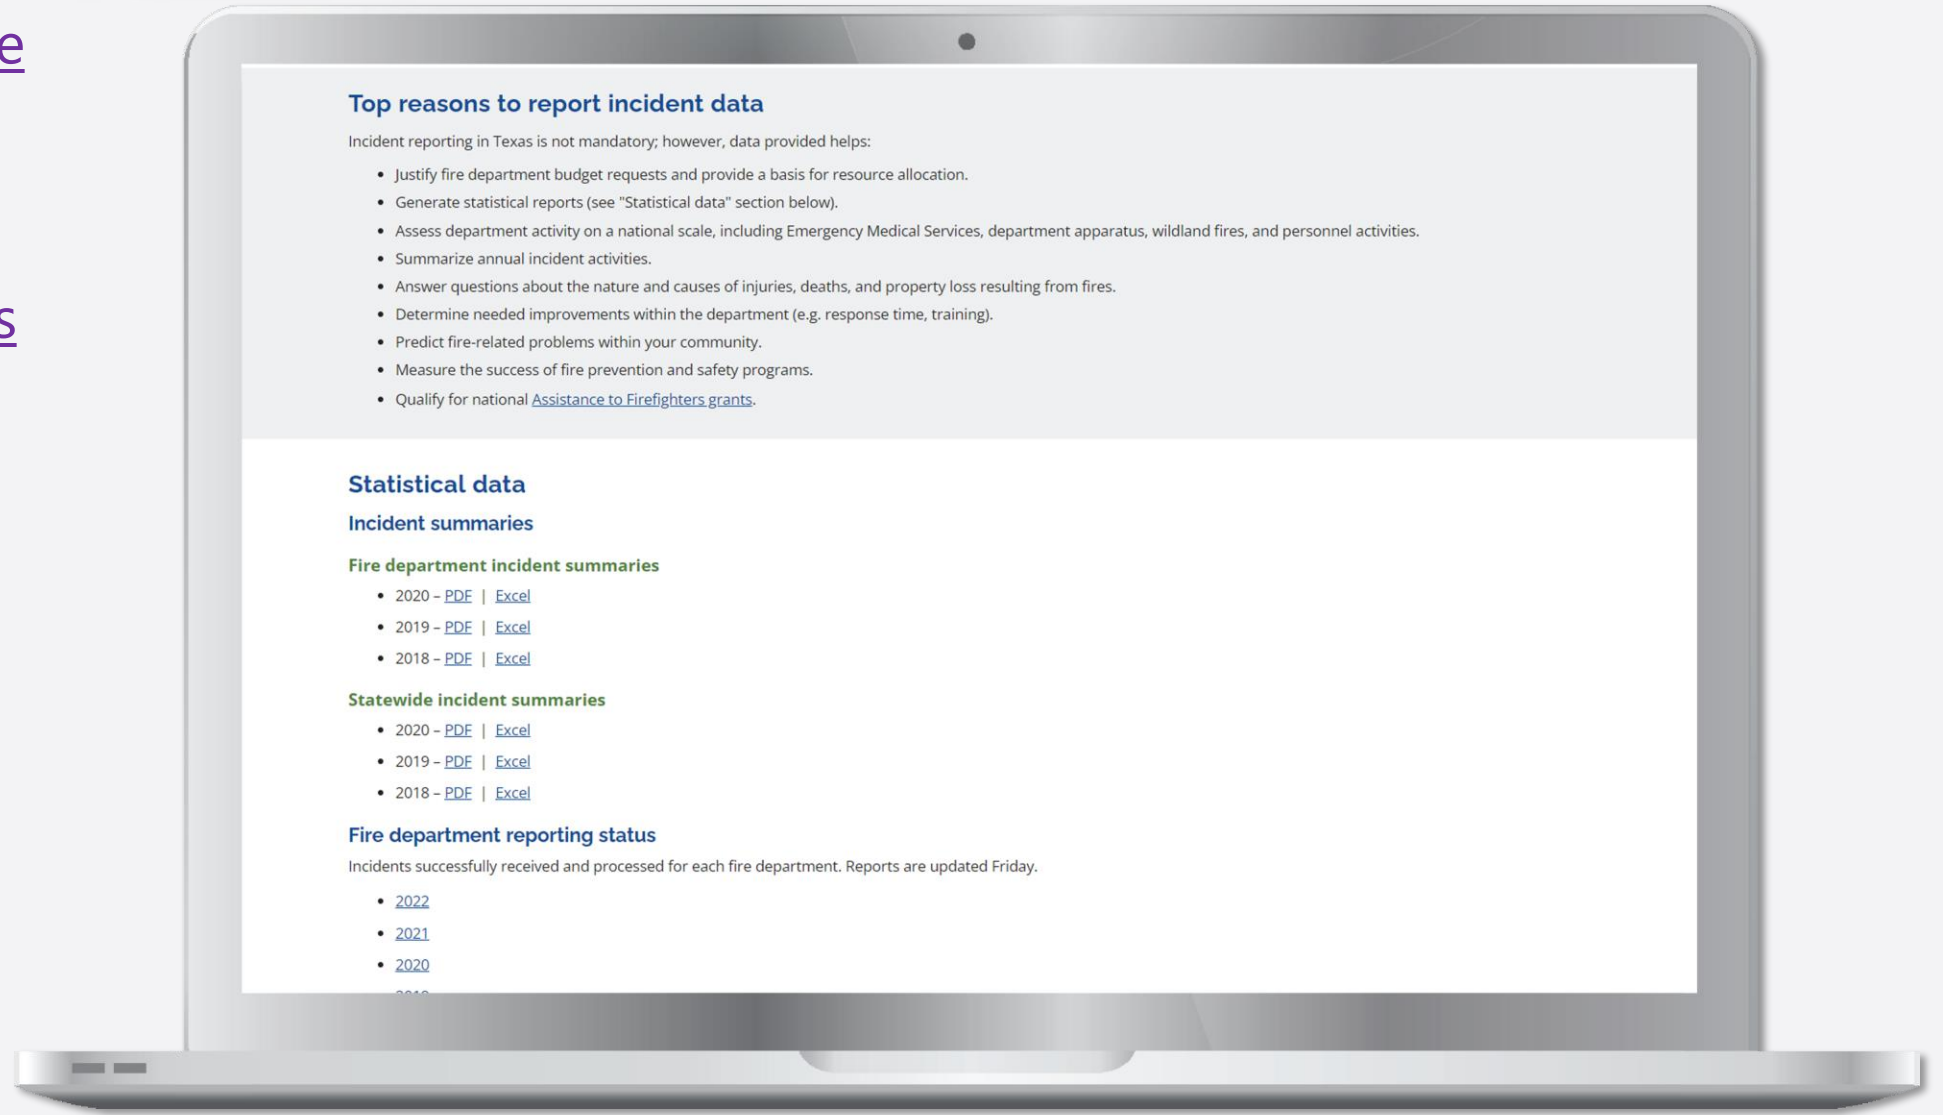 e
s
Top reasons to report incident data
Incident reporting in Texas is not mandatory; however, data provided helps:
• Justify fire department budget requests and provide a basis for resource allocation.
• Generate statistical reports (see "Statistical data" section below).
• Assess department activity on a national scale, including Emergency Medical Services, department apparatus, wildland fires, and personnel activities.
• Summarize annual incident activities.
• Answer questions about the nature and causes of injuries, deaths, and property loss resulting from fires.
• Determine needed improvements within the department (e.g. response time, training).
• Predict fire-related problems within your community.
• Measure the success of fire prevention and safety programs.
• Qualify for national Assistance to Firefighters grants.
Statistical data
Incident summaries
Fire department incident summaries
• 2020 – PDF | Excel
• 2019 – PDF | Excel
• 2018 – PDF | Excel
Statewide incident summaries
• 2020 – PDF | Excel
• 2019 – PDF | Excel
• 2018 – PDF | Excel
Fire department reporting status
Incidents successfully received and processed for each fire department. Reports are updated Friday.
• 2022
• 2021
• 2020